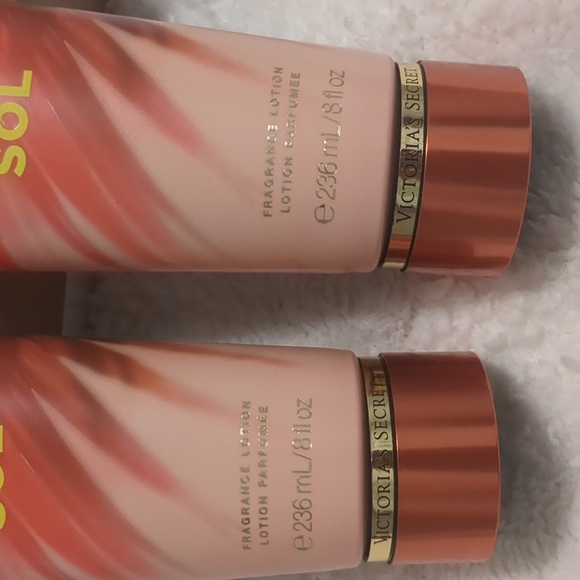 SOL
FRAGRANCE LOTION
LOTION PARFUMÉE
℮236 mL/8 fl oz
VICTORIA'S SECRET
FRAGRANCE LOTION
LOTION PARFUMÉE
℮236 mL/8 fl oz
VICTORIA'S SECRET